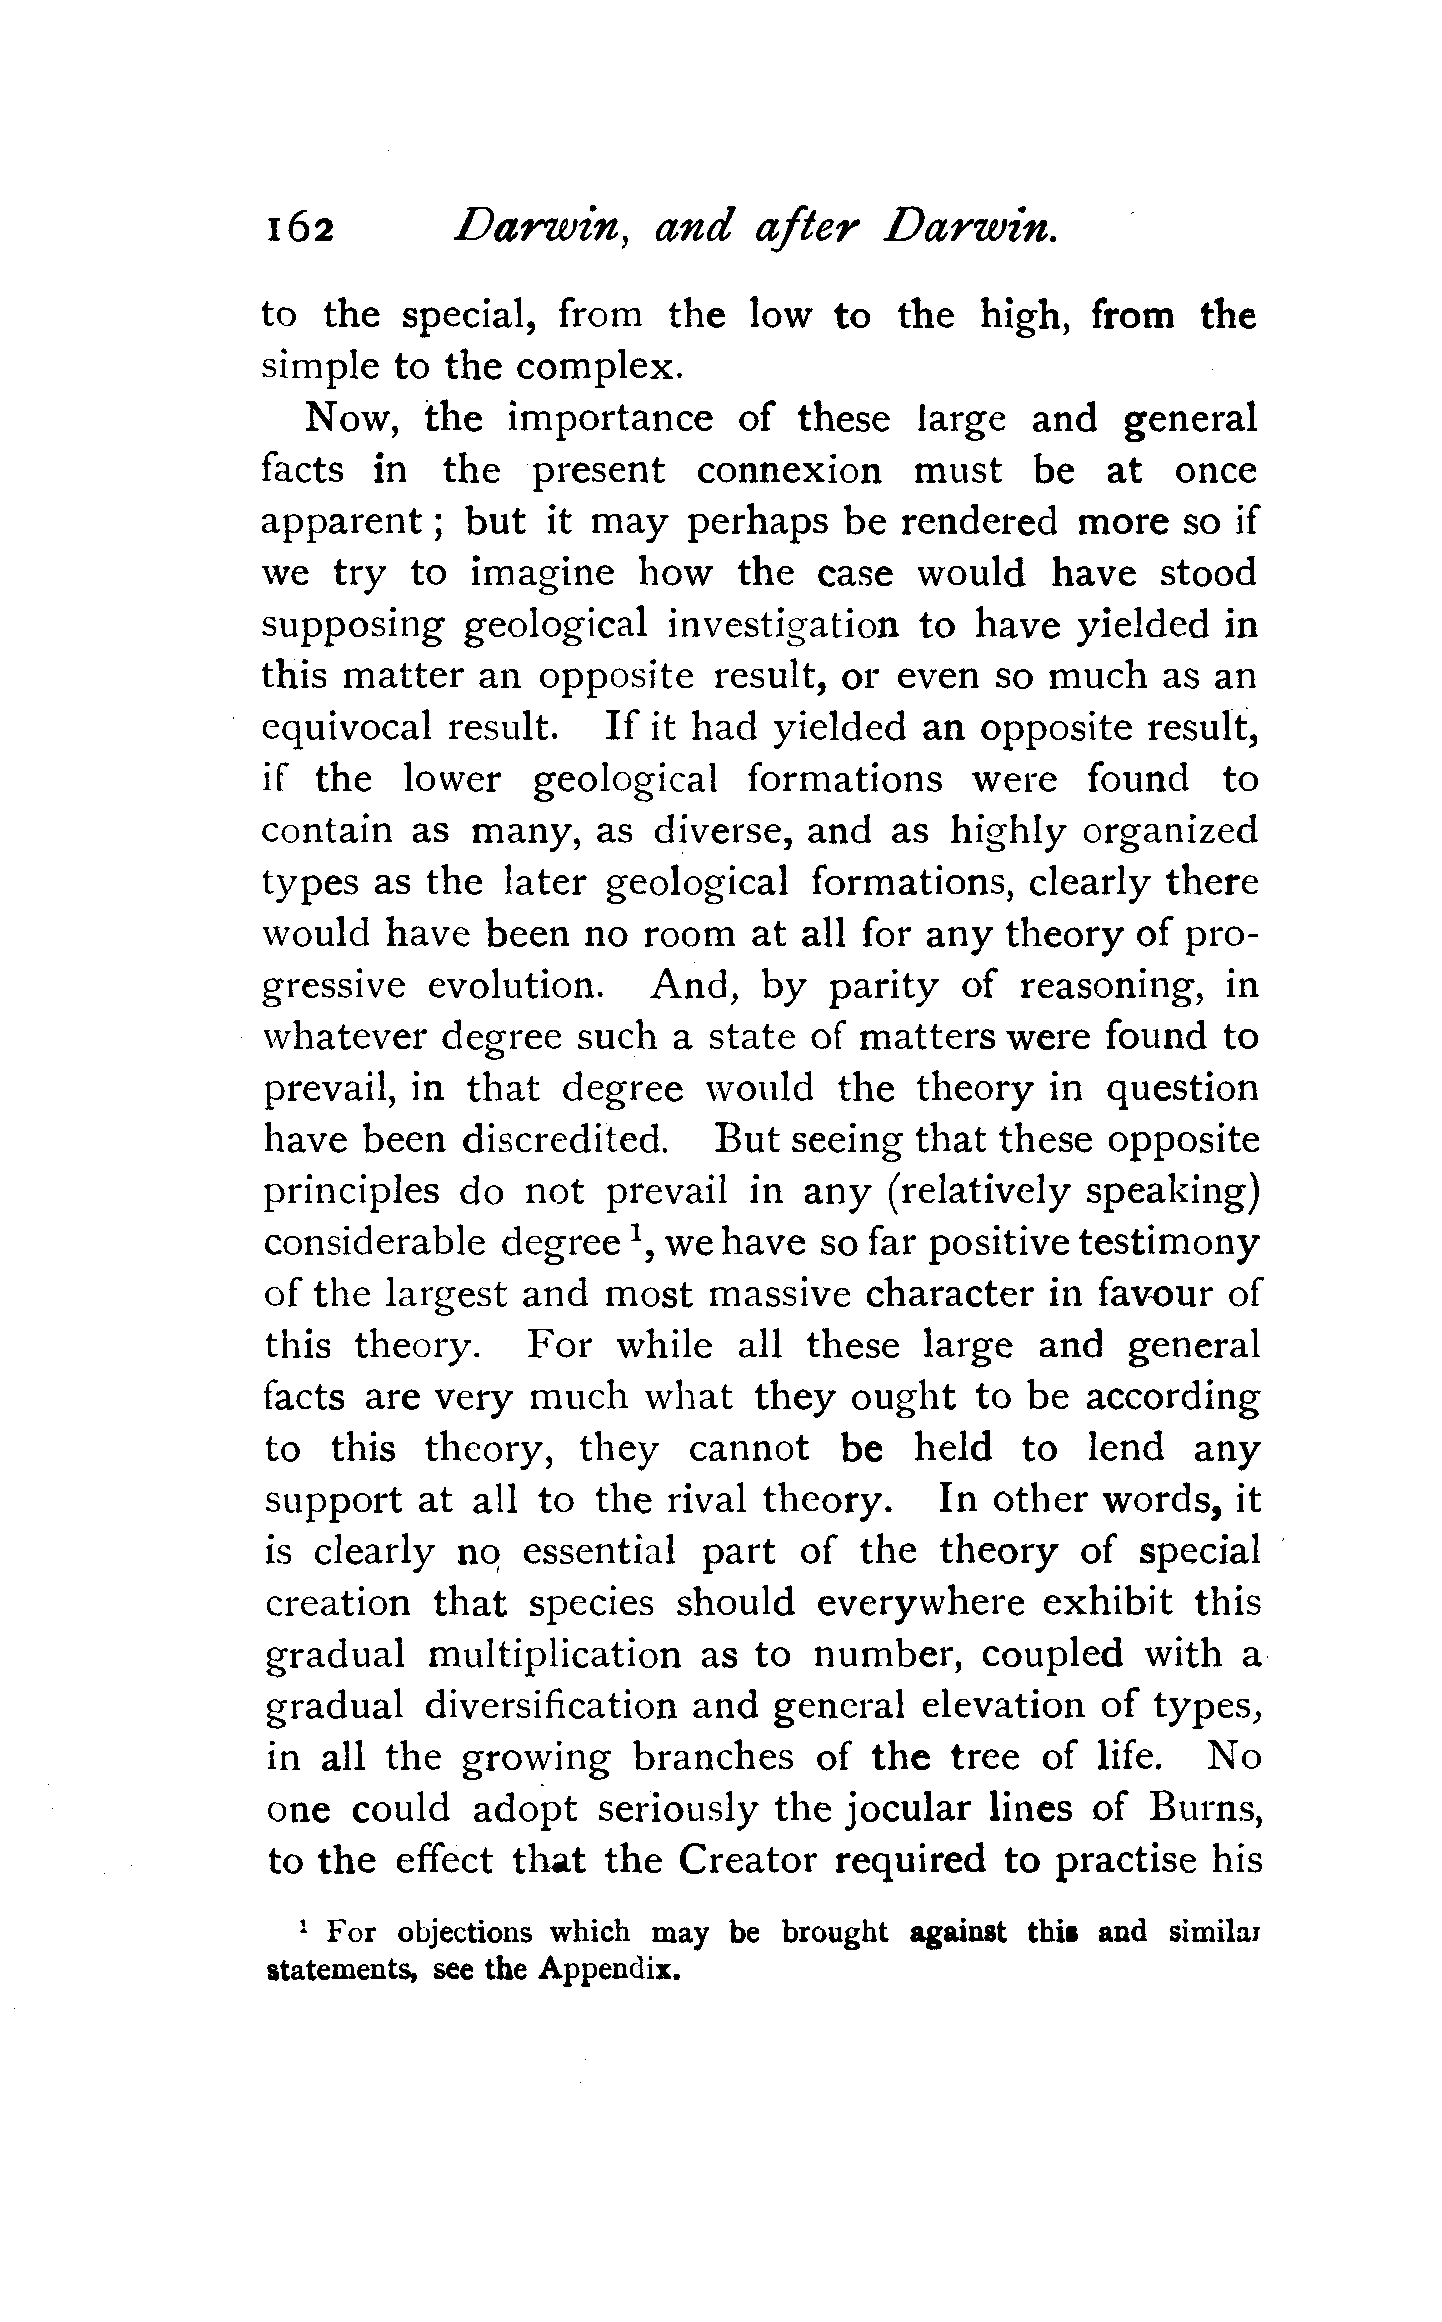 162 Darwin, and after Darwin.
to the special, from the low to the high, from the
simple to the complex.
Now, the importance of these large and general
facts in the present connexion must be at once
apparent ; but it may perhaps be rendered more so if
we try to imagine how the case would have stood
supposing geological investigation to have yielded in
this matter an opposite result, or even so much as an
equivocal result. If it had yielded an opposite result,
if the lower geological formations were found to
contain as many, as diverse, and as highly organized
types as the later geological formations, clearly there
would have been no room at all for any theory of pro-
gressive evolution. And, by parity of reasoning, in
whatever degree such a state of matters were found to
prevail, in that degree would the theory in question
have been discredited. But seeing that these opposite
principles do not prevail in any (relatively speaking)
considerable degree ¹, we have so far positive testimony
of the largest and most massive character in favour of
this theory. For while all these large and general
facts are very much what they ought to be according
to this theory, they cannot be held to lend any
support at all to the rival theory. In other words, it
is clearly no essential part of the theory of special
creation that species should everywhere exhibit this
gradual multiplication as to number, coupled with a
gradual diversification and general elevation of types,
in all the growing branches of the tree of life. No
one could adopt seriously the jocular lines of Burns,
to the effect that the Creator required to practise his
¹ For objections which may be brought against this and similar
statements, see the Appendix.